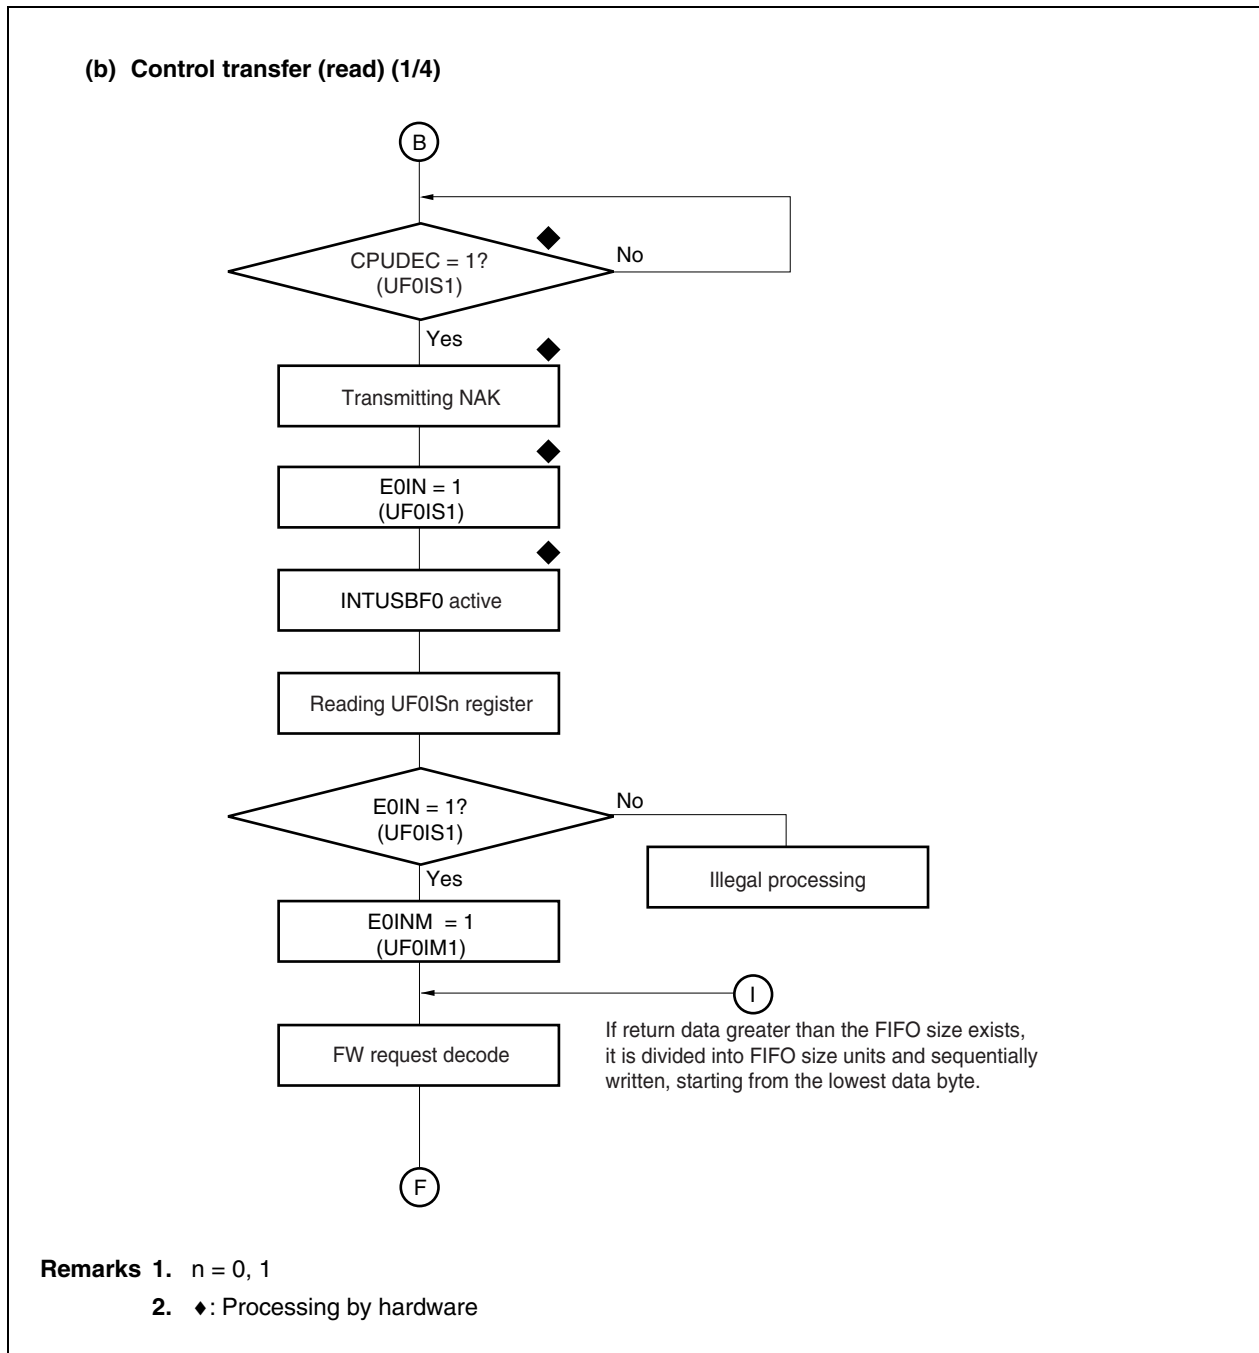 (b) Control transfer (read) (1/4)
B
CPUDEC = 1?
(UF0IS1)
No
Yes
Transmitting NAK
E0IN = 1
(UF0IS1)
INTUSBF0 active
Reading UF0ISn register
E0IN = 1?
(UF0IS1)
No
Illegal processing
Yes
E0INM = 1
(UF0IM1)
I
If return data greater than the FIFO size exists,
it is divided into FIFO size units and sequentially
written, starting from the lowest data byte.
FW request decode
F
Remarks 1. n = 0, 1
2. ♦: Processing by hardware